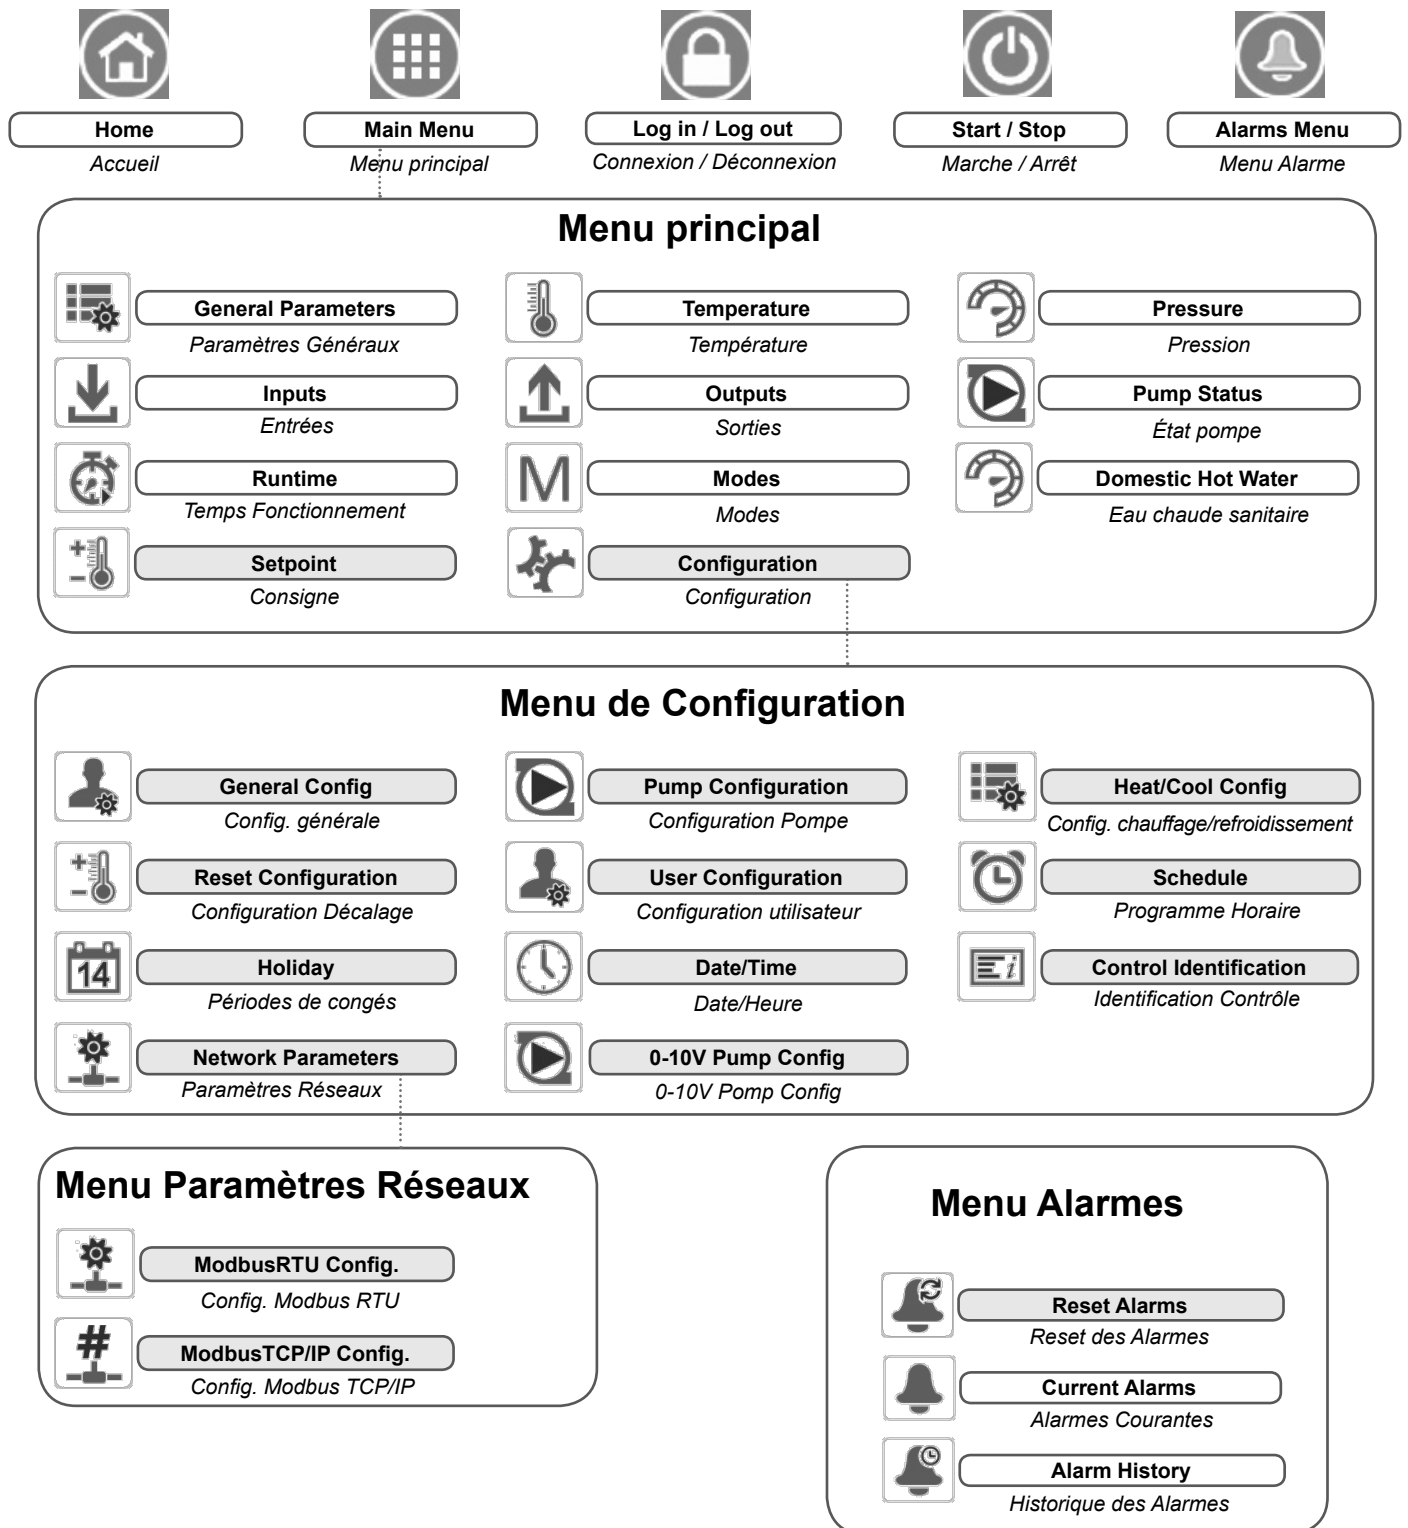 Home
Accueil
Main Menu
Menu principal
Log in / Log out
Connexion / Déconnexion
Start / Stop
Marche / Arrêt
Alarms Menu
Menu Alarme
Menu principal
General Parameters
Paramètres Généraux
Temperature
Température
Pressure
Pression
Inputs
Entrées
Outputs
Sorties
Pump Status
État pompe
Runtime
Temps Fonctionnement
M
Modes
Modes
Domestic Hot Water
Eau chaude sanitaire
Setpoint
Consigne
Configuration
Configuration
Menu de Configuration
General Config
Config. générale
Pump Configuration
Configuration Pompe
Heat/Cool Config
Config. chauffage/refroidissement
Reset Configuration
Configuration Décalage
User Configuration
Configuration utilisateur
Schedule
Programme Horaire
14
Holiday
Périodes de congés
Date/Time
Date/Heure
i
Control Identification
Identification Contrôle
Network Parameters
Paramètres Réseaux
0-10V Pump Config
0-10V Pomp Config
Menu Paramètres Réseaux
ModbusRTU Config.
Config. Modbus RTU
#
ModbusTCP/IP Config.
Config. Modbus TCP/IP
Menu Alarmes
Reset Alarms
Reset des Alarmes
Current Alarms
Alarmes Courantes
Alarm History
Historique des Alarmes